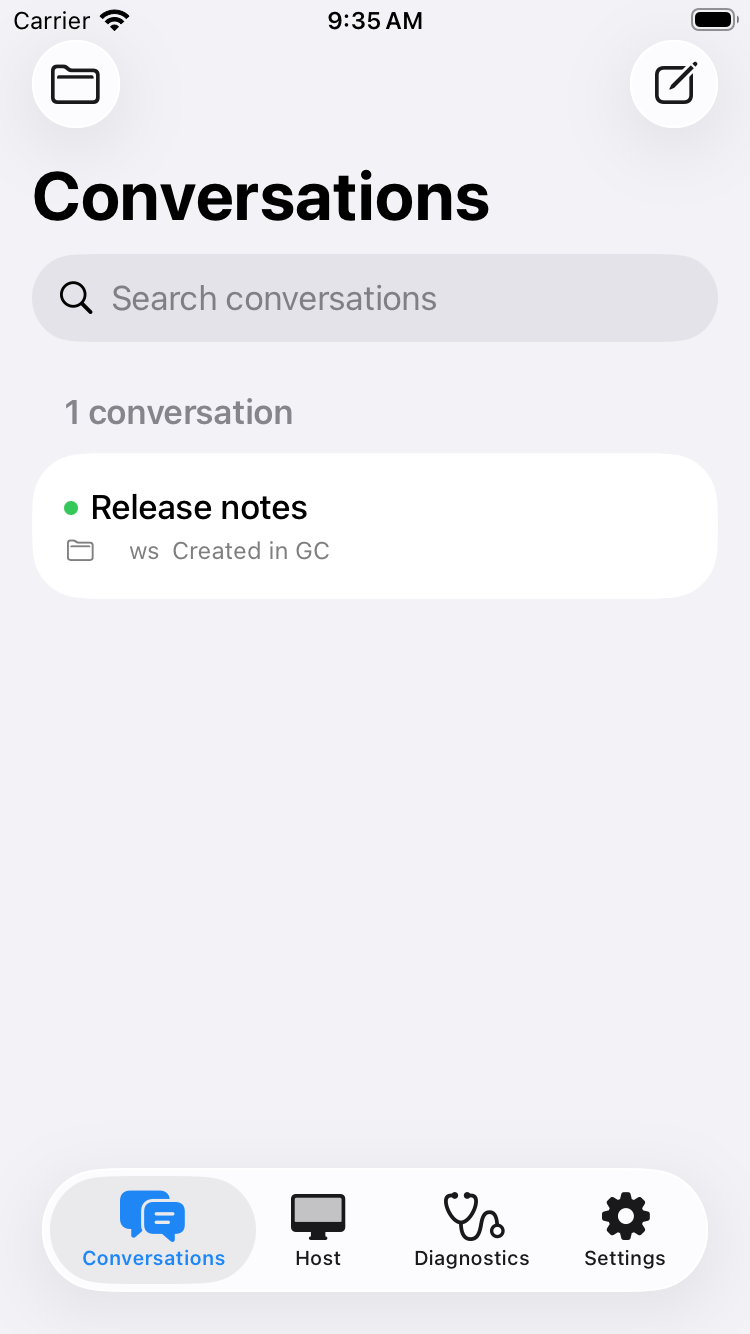 Carrier 9:35 AM
Conversations
Search conversations
1 conversation
Release notes
ws Created in GC
Conversations Host Diagnostics Settings